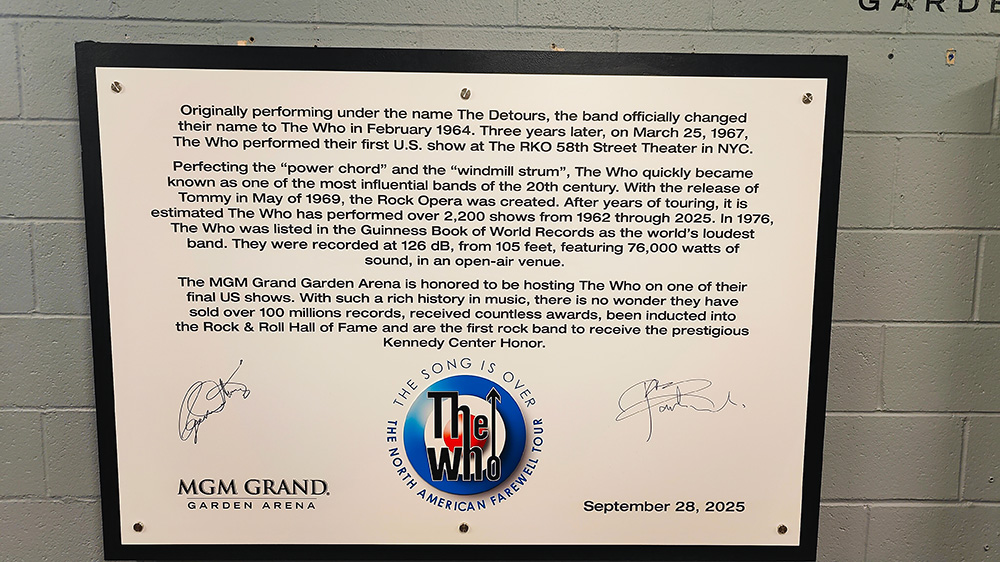 GARDE
Originally performing under the name The Detours, the band officially changed
their name to The Who in February 1964. Three years later, on March 25, 1967,
The Who performed their first U.S. show at The RKO 58th Street Theater in NYC.
Perfecting the “power chord” and the “windmill strum”, The Who quickly became
known as one of the most influential bands of the 20th century. With the release of
Tommy in May of 1969, the Rock Opera was created. After years of touring, it is
estimated The Who has performed over 2,200 shows from 1962 through 2025. In 1976,
The Who was listed in the Guinness Book of World Records as the world’s loudest
band. They were recorded at 126 dB, from 105 feet, featuring 76,000 watts of
sound, in an open-air venue.
The MGM Grand Garden Arena is honored to be hosting The Who on one of their
final US shows. With such a rich history in music, there is no wonder they have
sold over 100 millions records, received countless awards, been inducted into
the Rock & Roll Hall of Fame and are the first rock band to receive the prestigious
Kennedy Center Honor.
THE SONG IS OVER
The
Who
THE NORTH AMERICAN FAREWELL TOUR
MGM GRAND.
GARDEN ARENA
September 28, 2025